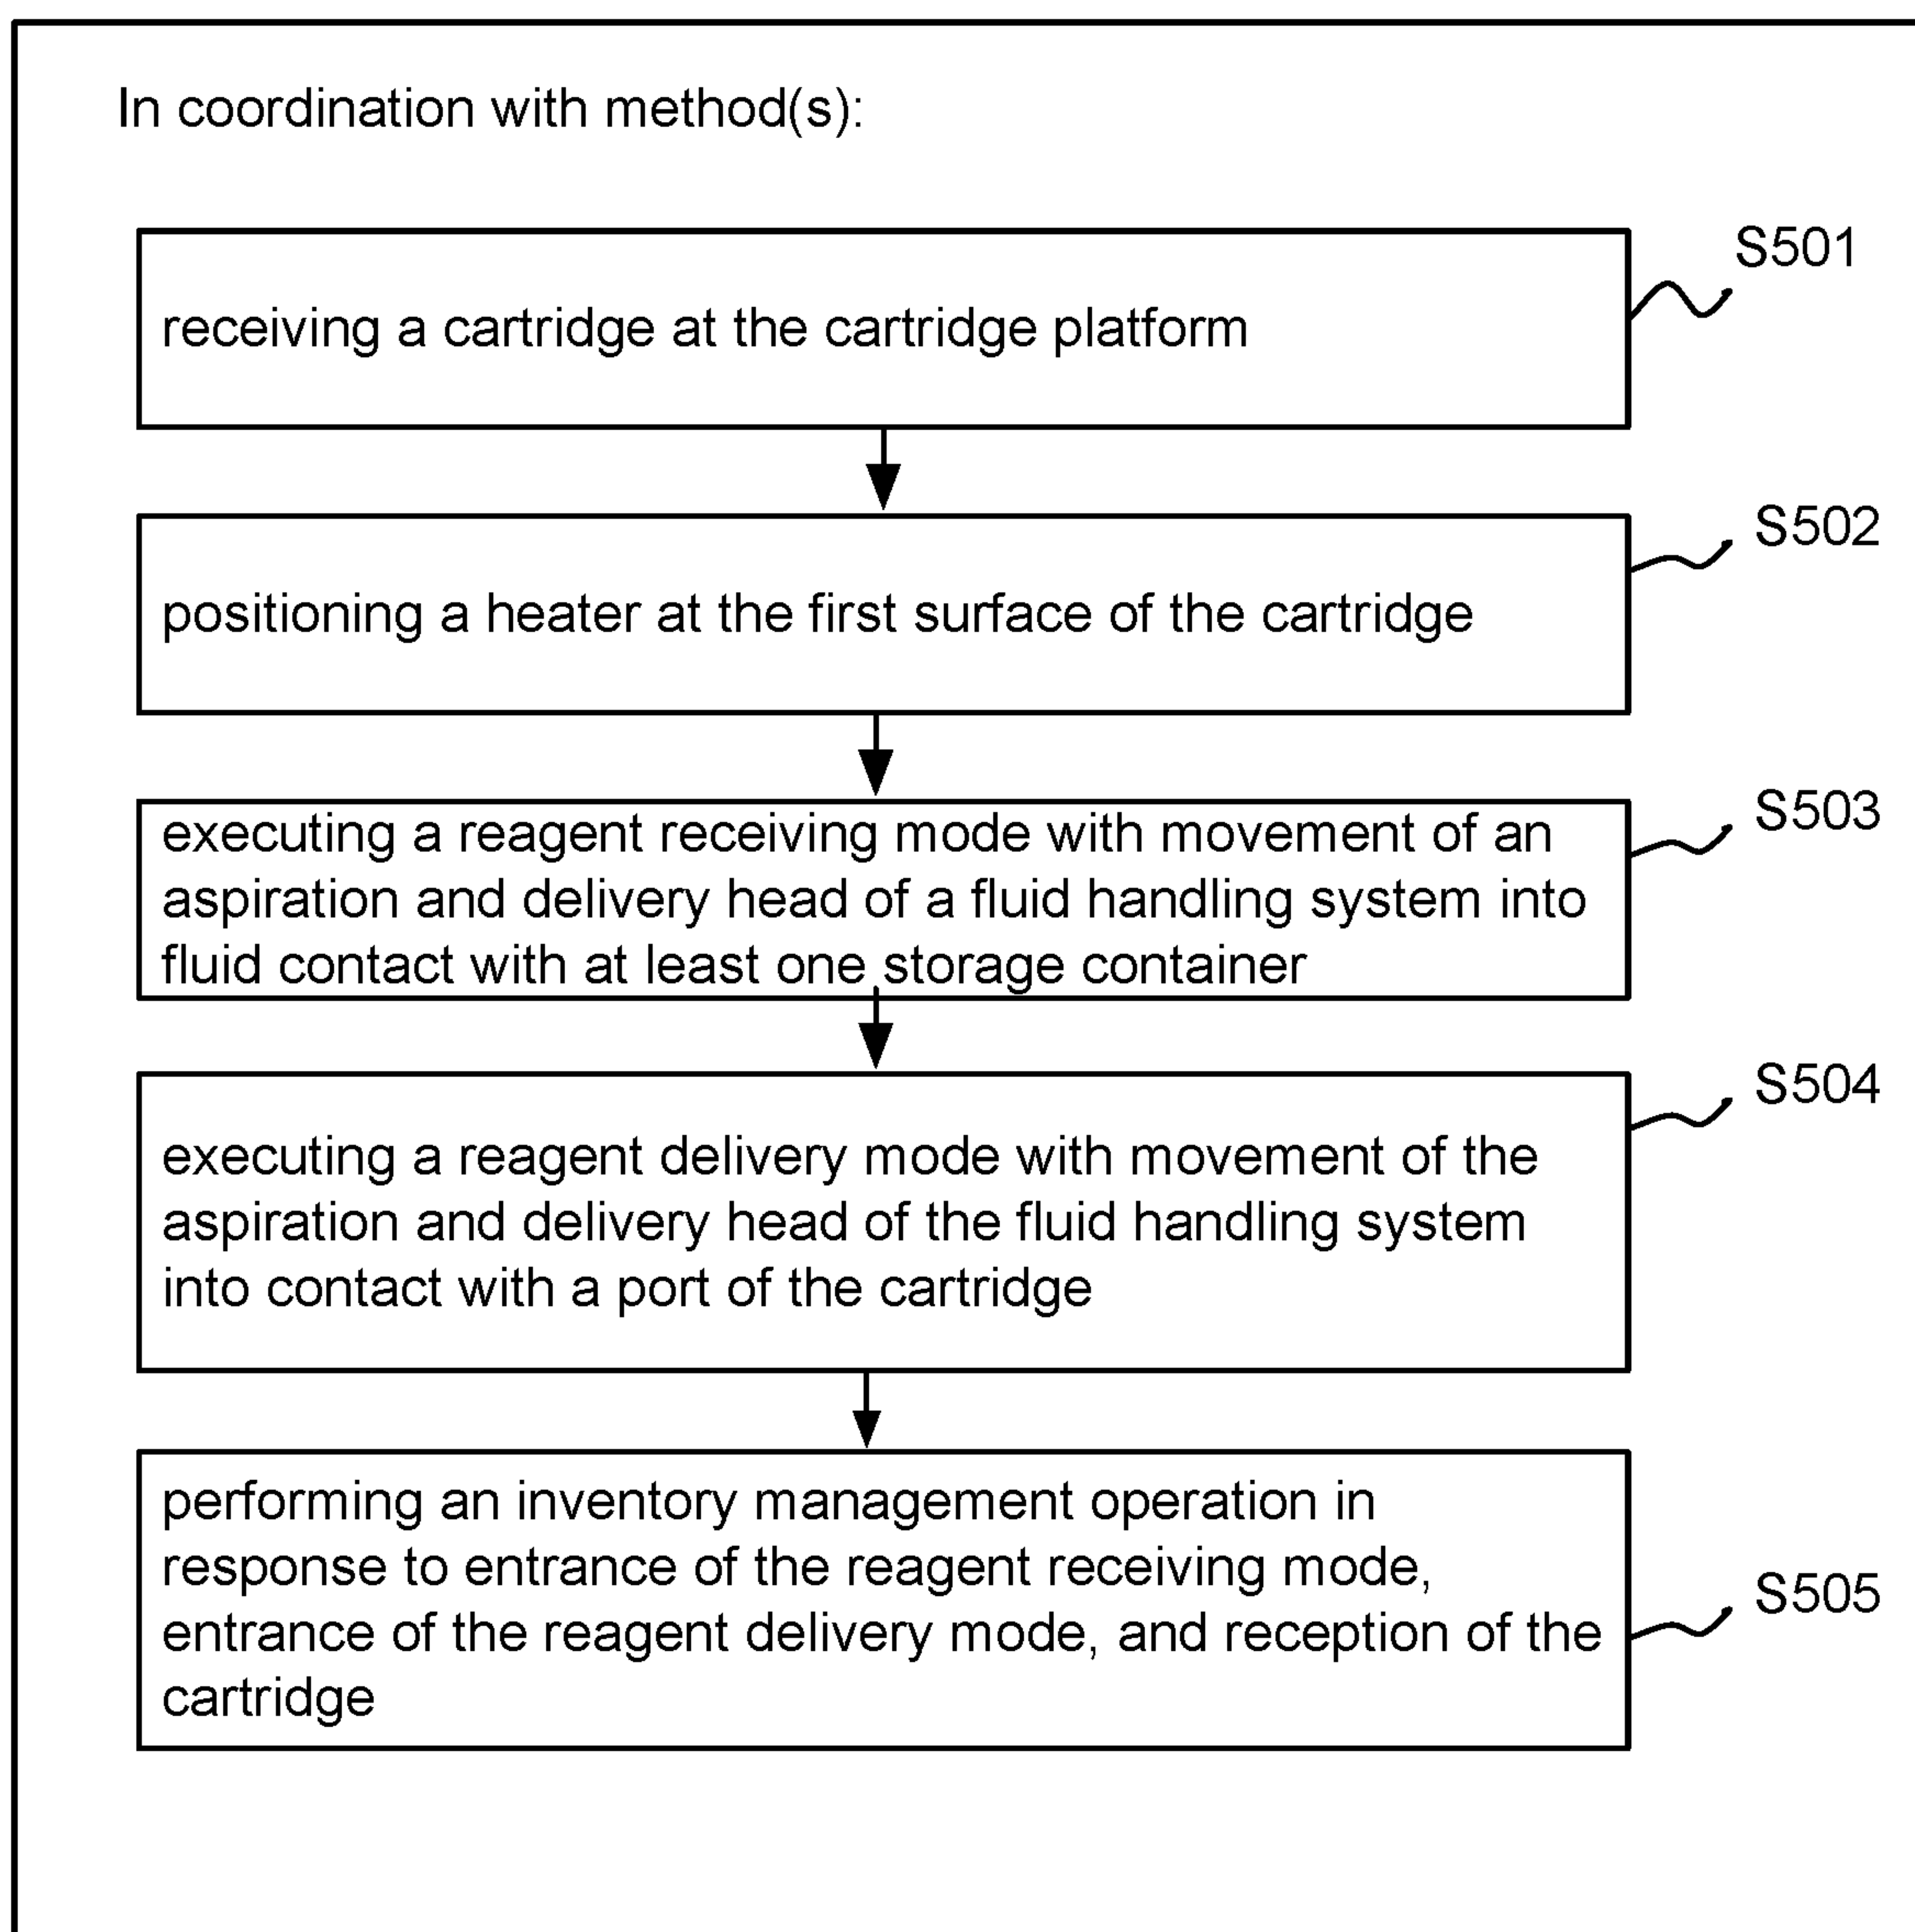 In coordination with method(s):
S501
receiving a cartridge at the cartridge platform
S502
positioning a heater at the first surface of the cartridge
S503
executing a reagent receiving mode with movement of an
aspiration and delivery head of a fluid handling system into
fluid contact with at least one storage container
S504
executing a reagent delivery mode with movement of the
aspiration and delivery head of the fluid handling system
into contact with a port of the cartridge
performing an inventory management operation in
response to entrance of the reagent receiving mode,
S505
entrance of the reagent delivery mode, and reception of the
cartridge